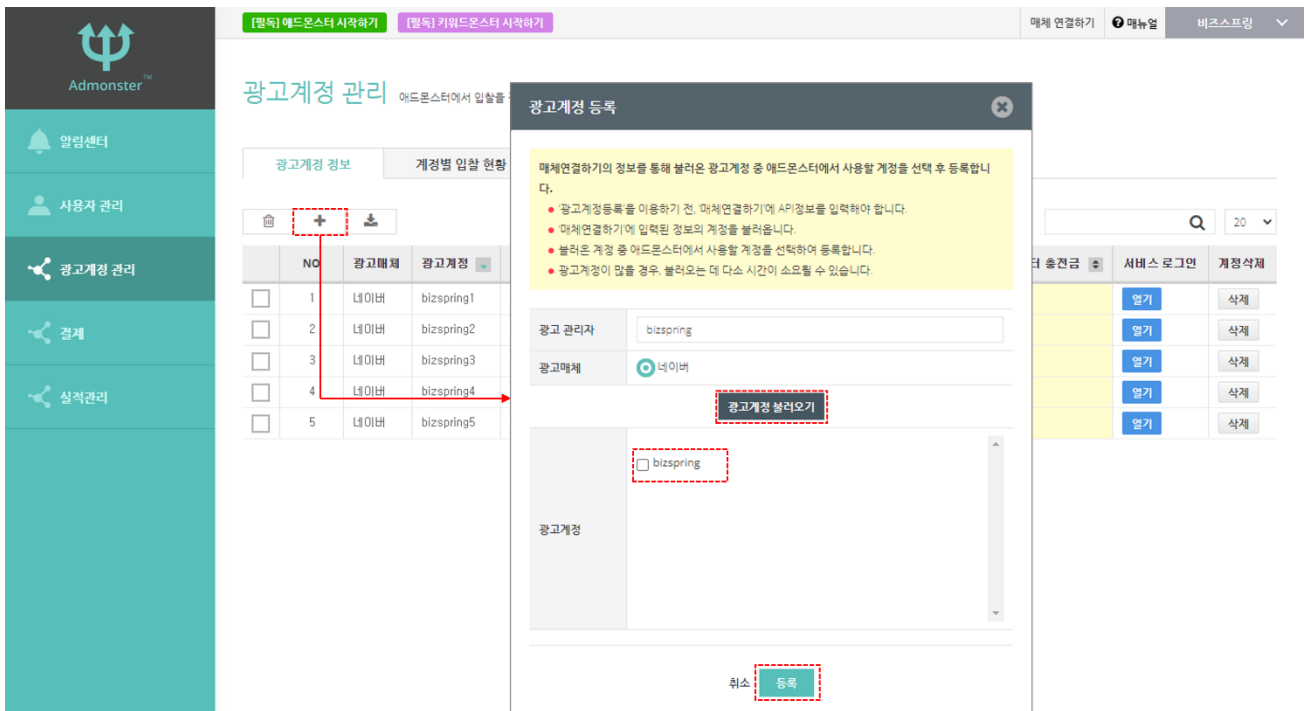 [필독] 애드몬스터 시작하기
[필독] 키워드몬스터 시작하기
매체 연결하기
매뉴얼
비즈스프링
Admonster™
알림센터
사용자 관리
광고계정 관리
결제
실적관리
광고계정 관리
애드몬스터에서 입찰을
광고계정 정보
계정별 입찰 현황
20
NO
광고매체
광고계정
터 충전금
서비스 로그인
계정삭제
1 네이버 bizspring1 열기 삭제
2 네이버 bizspring2 열기 삭제
3 네이버 bizspring3 열기 삭제
4 네이버 bizspring4 열기 삭제
5 네이버 bizspring5 열기 삭제
광고계정 등록
매체연결하기의 정보를 통해 불러온 광고계정 중 애드몬스터에서 사용할 계정을 선택 후 등록합니
다.
● '광고계정등록'을 이용하기 전, '매체연결하기'에 API정보를 입력해야 합니다.
● '매체연결하기'에 입력된 정보의 계정을 불러옵니다.
● 불러온 계정 중 애드몬스터에서 사용할 계정을 선택하여 등록합니다.
● 광고계정이 많을 경우, 불러오는 데 다소 시간이 소요될 수 있습니다.
광고 관리자
bizspring
광고매체
네이버
광고계정 불러오기
광고계정
bizspring
취소
등록